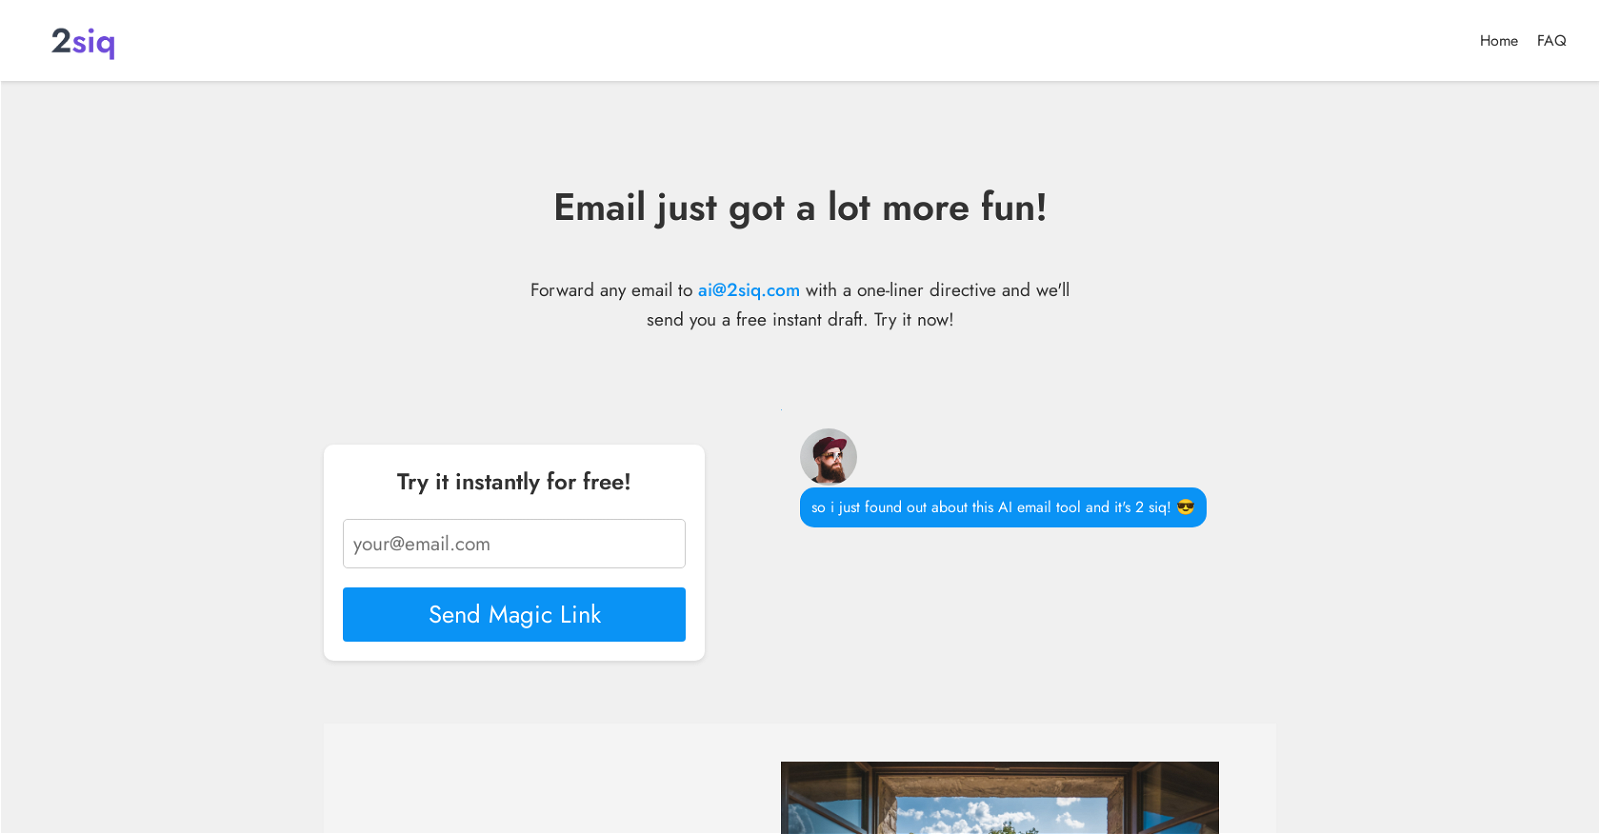 2siq
Home FAQ
Email just got a lot more fun!
Forward any email to ai@2siq.com with a one-liner directive and we'll
send you a free instant draft. Try it now!
Try it instantly for free!
your@email.com
Send Magic Link
so i just found out about this AI email tool and it's 2 siq! 😎